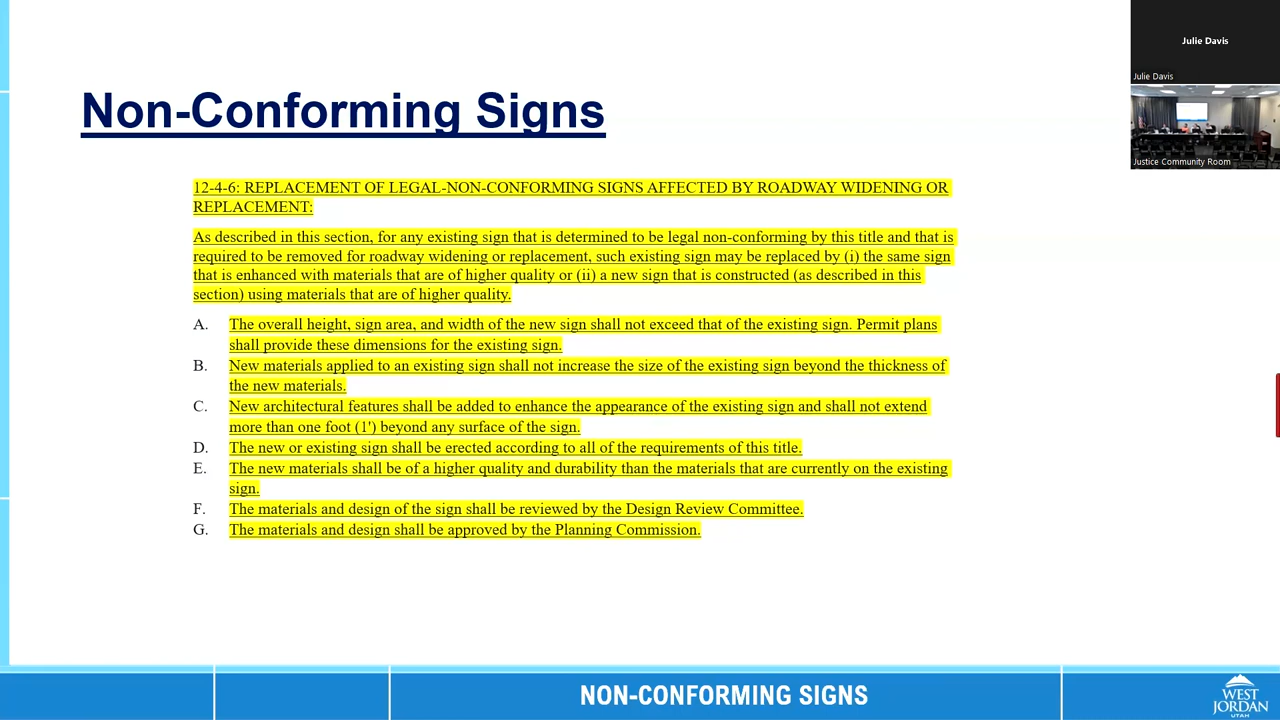 Julie Davis
Julie Davis
Justice Community Room
Non-Conforming Signs
12-4-6: REPLACEMENT OF LEGAL-NON-CONFORMING SIGNS AFFECTED BY ROADWAY WIDENING OR
REPLACEMENT:
As described in this section, for any existing sign that is determined to be legal non-conforming by this title and that is
required to be removed for roadway widening or replacement, such existing sign may be replaced by (i) the same sign
that is enhanced with materials that are of higher quality or (ii) a new sign that is constructed (as described in this
section) using materials that are of higher quality.
A. The overall height, sign area, and width of the new sign shall not exceed that of the existing sign. Permit plans
shall provide these dimensions for the existing sign.
B. New materials applied to an existing sign shall not increase the size of the existing sign beyond the thickness of
the new materials.
C. New architectural features shall be added to enhance the appearance of the existing sign and shall not extend
more than one foot (1') beyond any surface of the sign.
D. The new or existing sign shall be erected according to all of the requirements of this title.
E. The new materials shall be of a higher quality and durability than the materials that are currently on the existing
sign.
F. The materials and design of the sign shall be reviewed by the Design Review Committee.
G. The materials and design shall be approved by the Planning Commission.
NON-CONFORMING SIGNS
WEST
JORDAN
UTAH